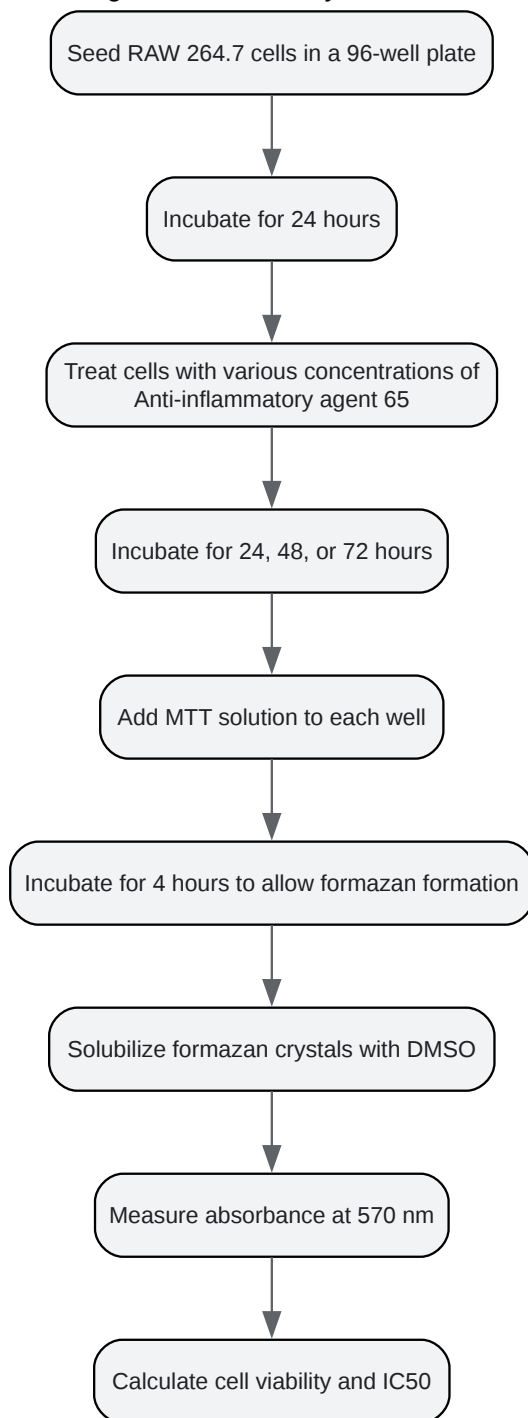 Seed RAW 264.7 cells in a 96-well plate
Incubate for 24 hours
Treat cells with various concentrations of
Anti-inflammatory agent 65
Incubate for 24, 48, or 72 hours
Add MTT solution to each well
Incubate for 4 hours to allow formazan formation
Solubilize formazan crystals with DMSO
Measure absorbance at 570 nm
Calculate cell viability and IC50